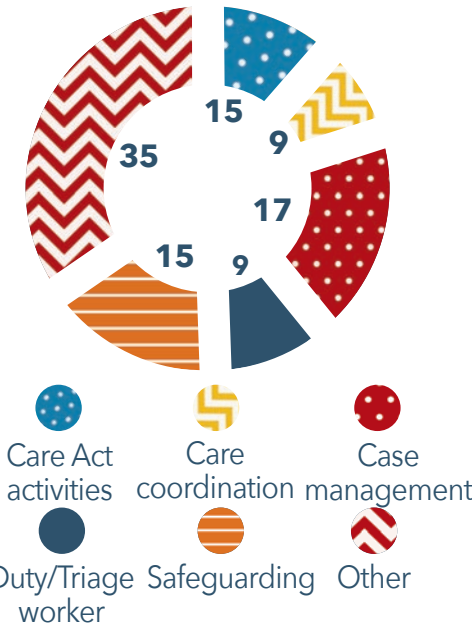 15
9
35
17
15
9
Care Act
activities
Care
coordination
Case
management
Duty/Triage
worker
Safeguarding
Other